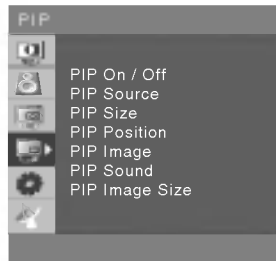 PIP
PIP On / Off
PIP Source
PIP Size
PIP Position
PIP Image
PIP Sound
PIP Image Size